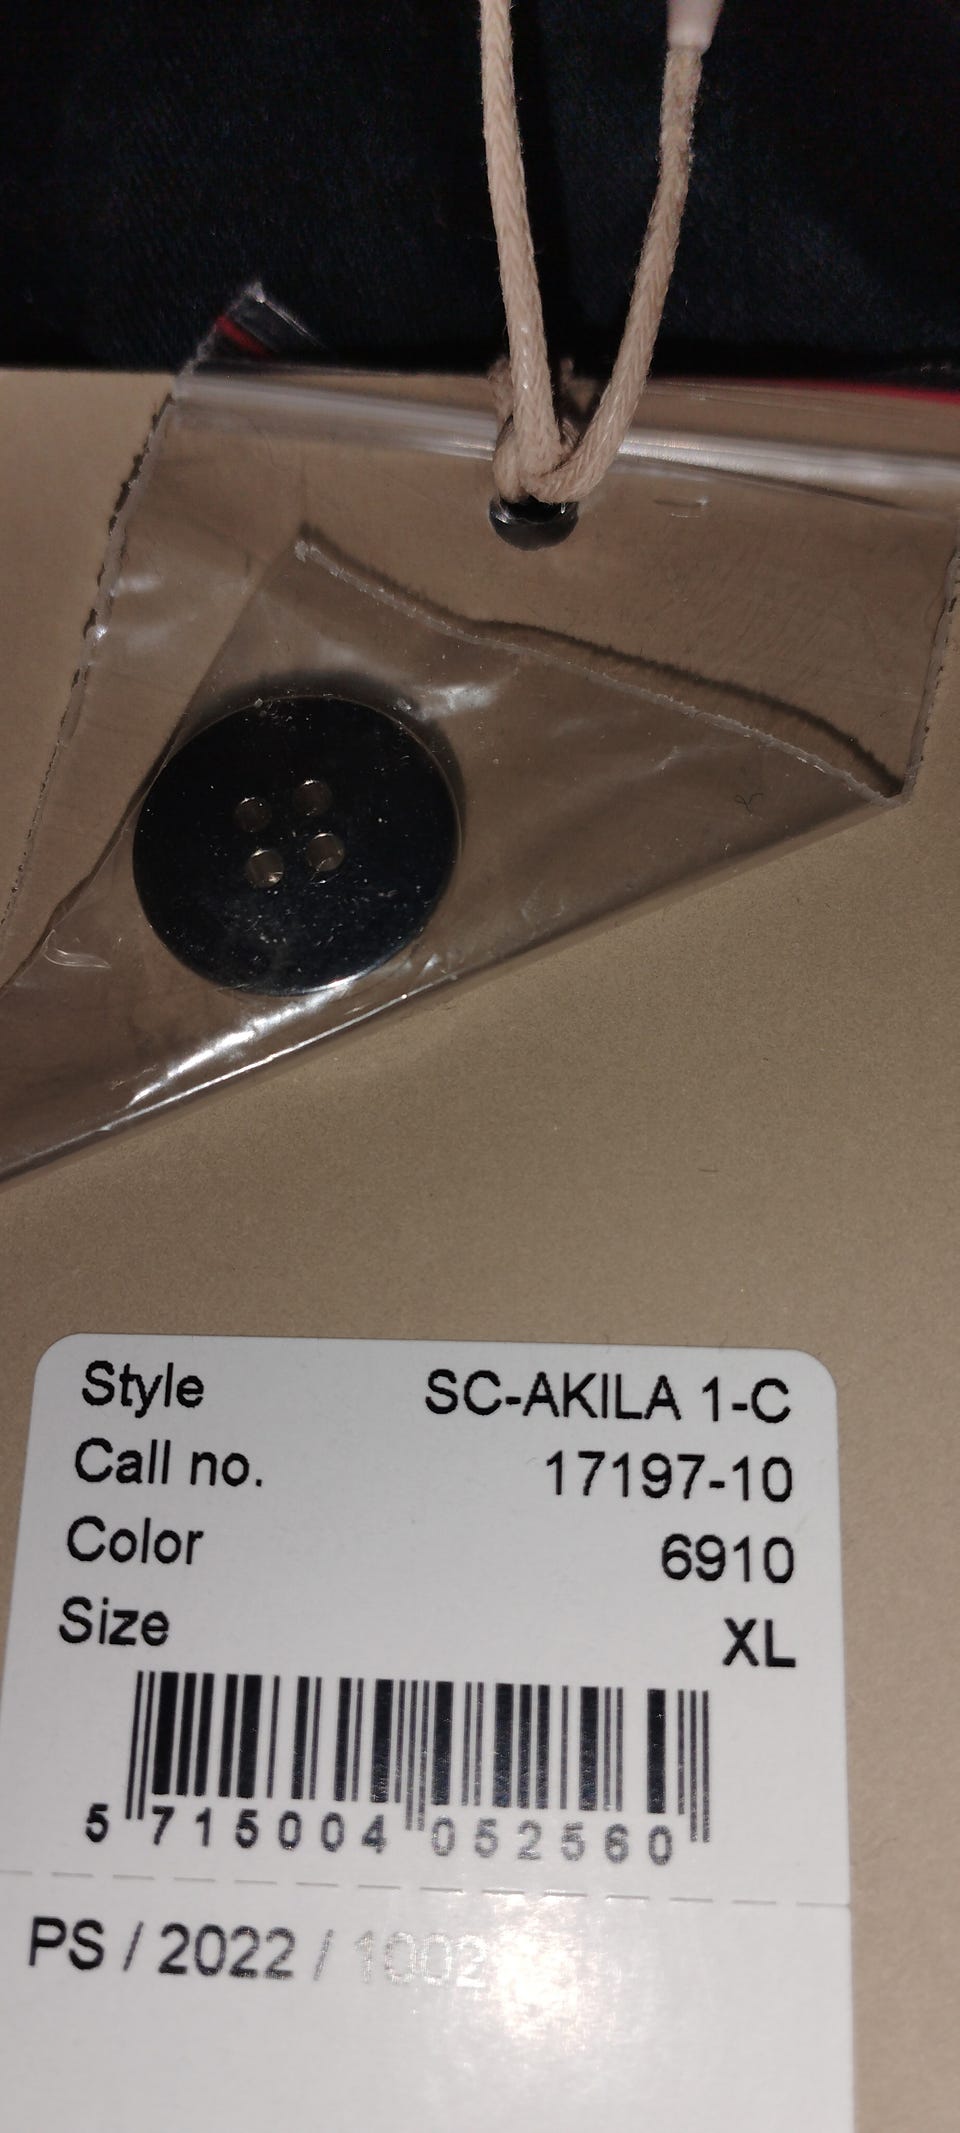 Style SC-AKILA 1-C
Call no. 17197-10
Color 6910
Size XL
5 715004 052560
PS / 2022 / 1002